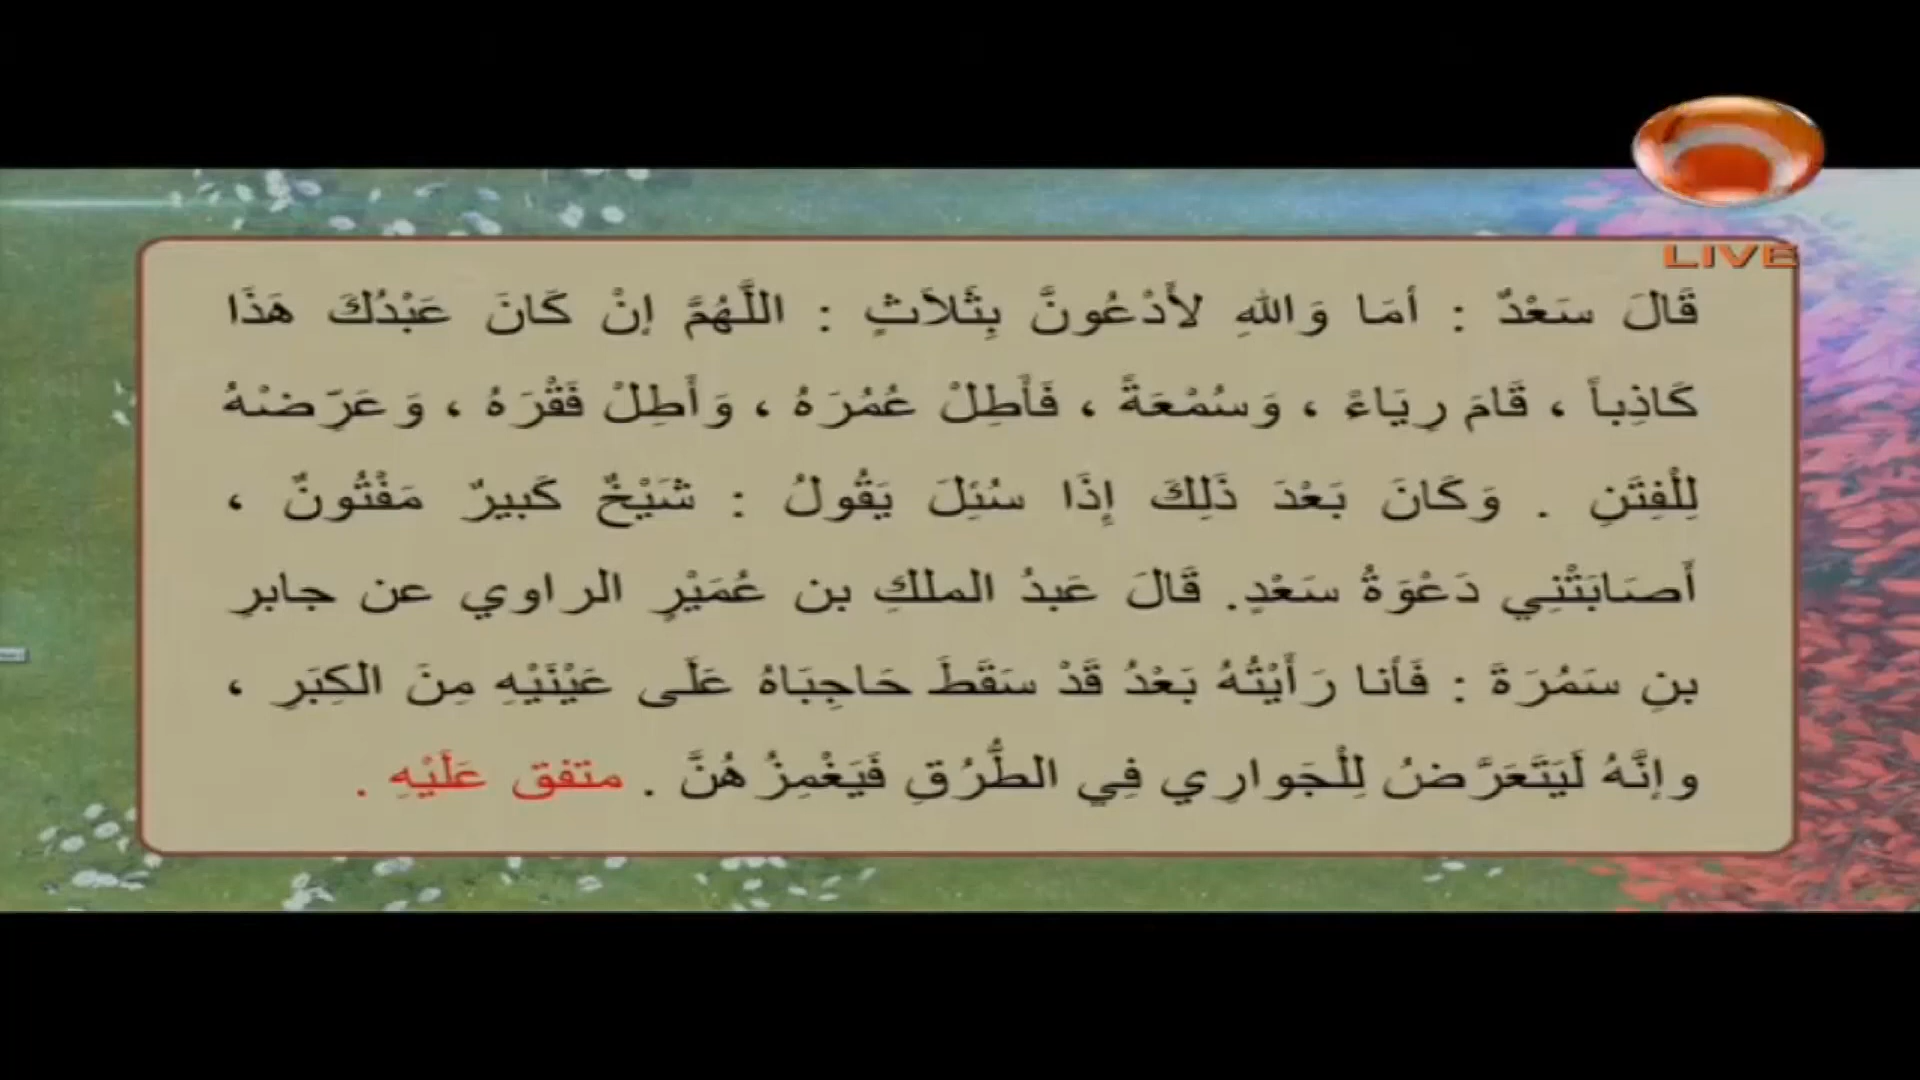 LIVE
قَالَ سَعْدٌ : أمَا وَاللهِ لأَدْعُونَّ بِثَلاَثٍ : اللَّهُمَّ إنْ كَانَ عَبْدُكَ هَذَا
كَاذِباً ، قَامَ رِيَاءً ، وَسُمْعَةً ، فَأَطِلْ عُمُرَهُ ، وَأَطِلْ فَقْرَهُ ، وَعَرِّضْهُ
لِلْفِتَنِ . وَكَانَ بَعْدَ ذَلِكَ إِذَا سُئِلَ يَقُولُ : شَيْخٌ كَبيرٌ مَفْتُونٌ ،
أَصَابَتْنِي دَعْوَةُ سَعْدٍ. قَالَ عَبدُ الملكِ بن عُمَيْرٍ الراوي عن جابرِ
بنِ سَمُرَةَ : فَأنا رَأَيْتُهُ بَعْدُ قَدْ سَقَطَ حَاجِبَاهُ عَلَى عَيْنَيْهِ مِنَ الكِبَرِ ،
وإنَّهُ لَيَتَعَرَّضُ لِلْجَوارِي فِي الطُّرُقِ فَيَغْمِزُهُنَّ . متفق عَلَيْهِ .